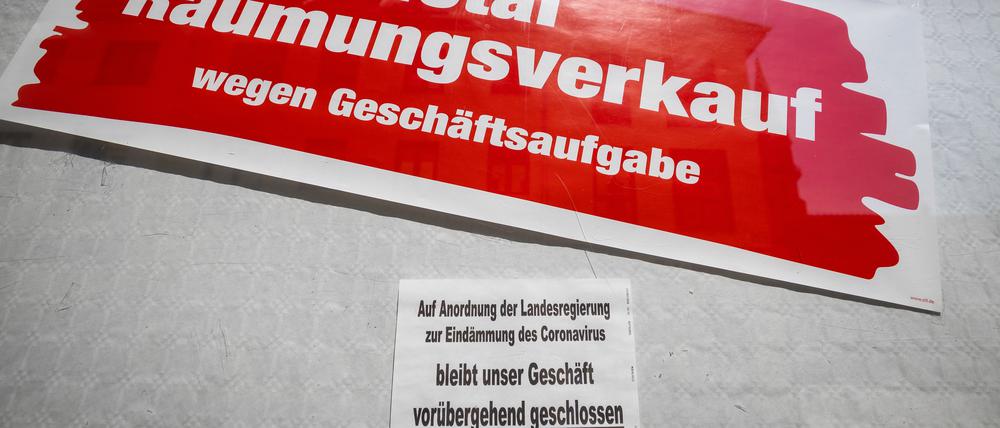 Räumungsverkauf
wegen Geschäftsaufgabe
Auf Anordnung der Landesregierung
zur Eindämmung des Coronavirus
bleibt unser Geschäft
vorübergehend geschlossen